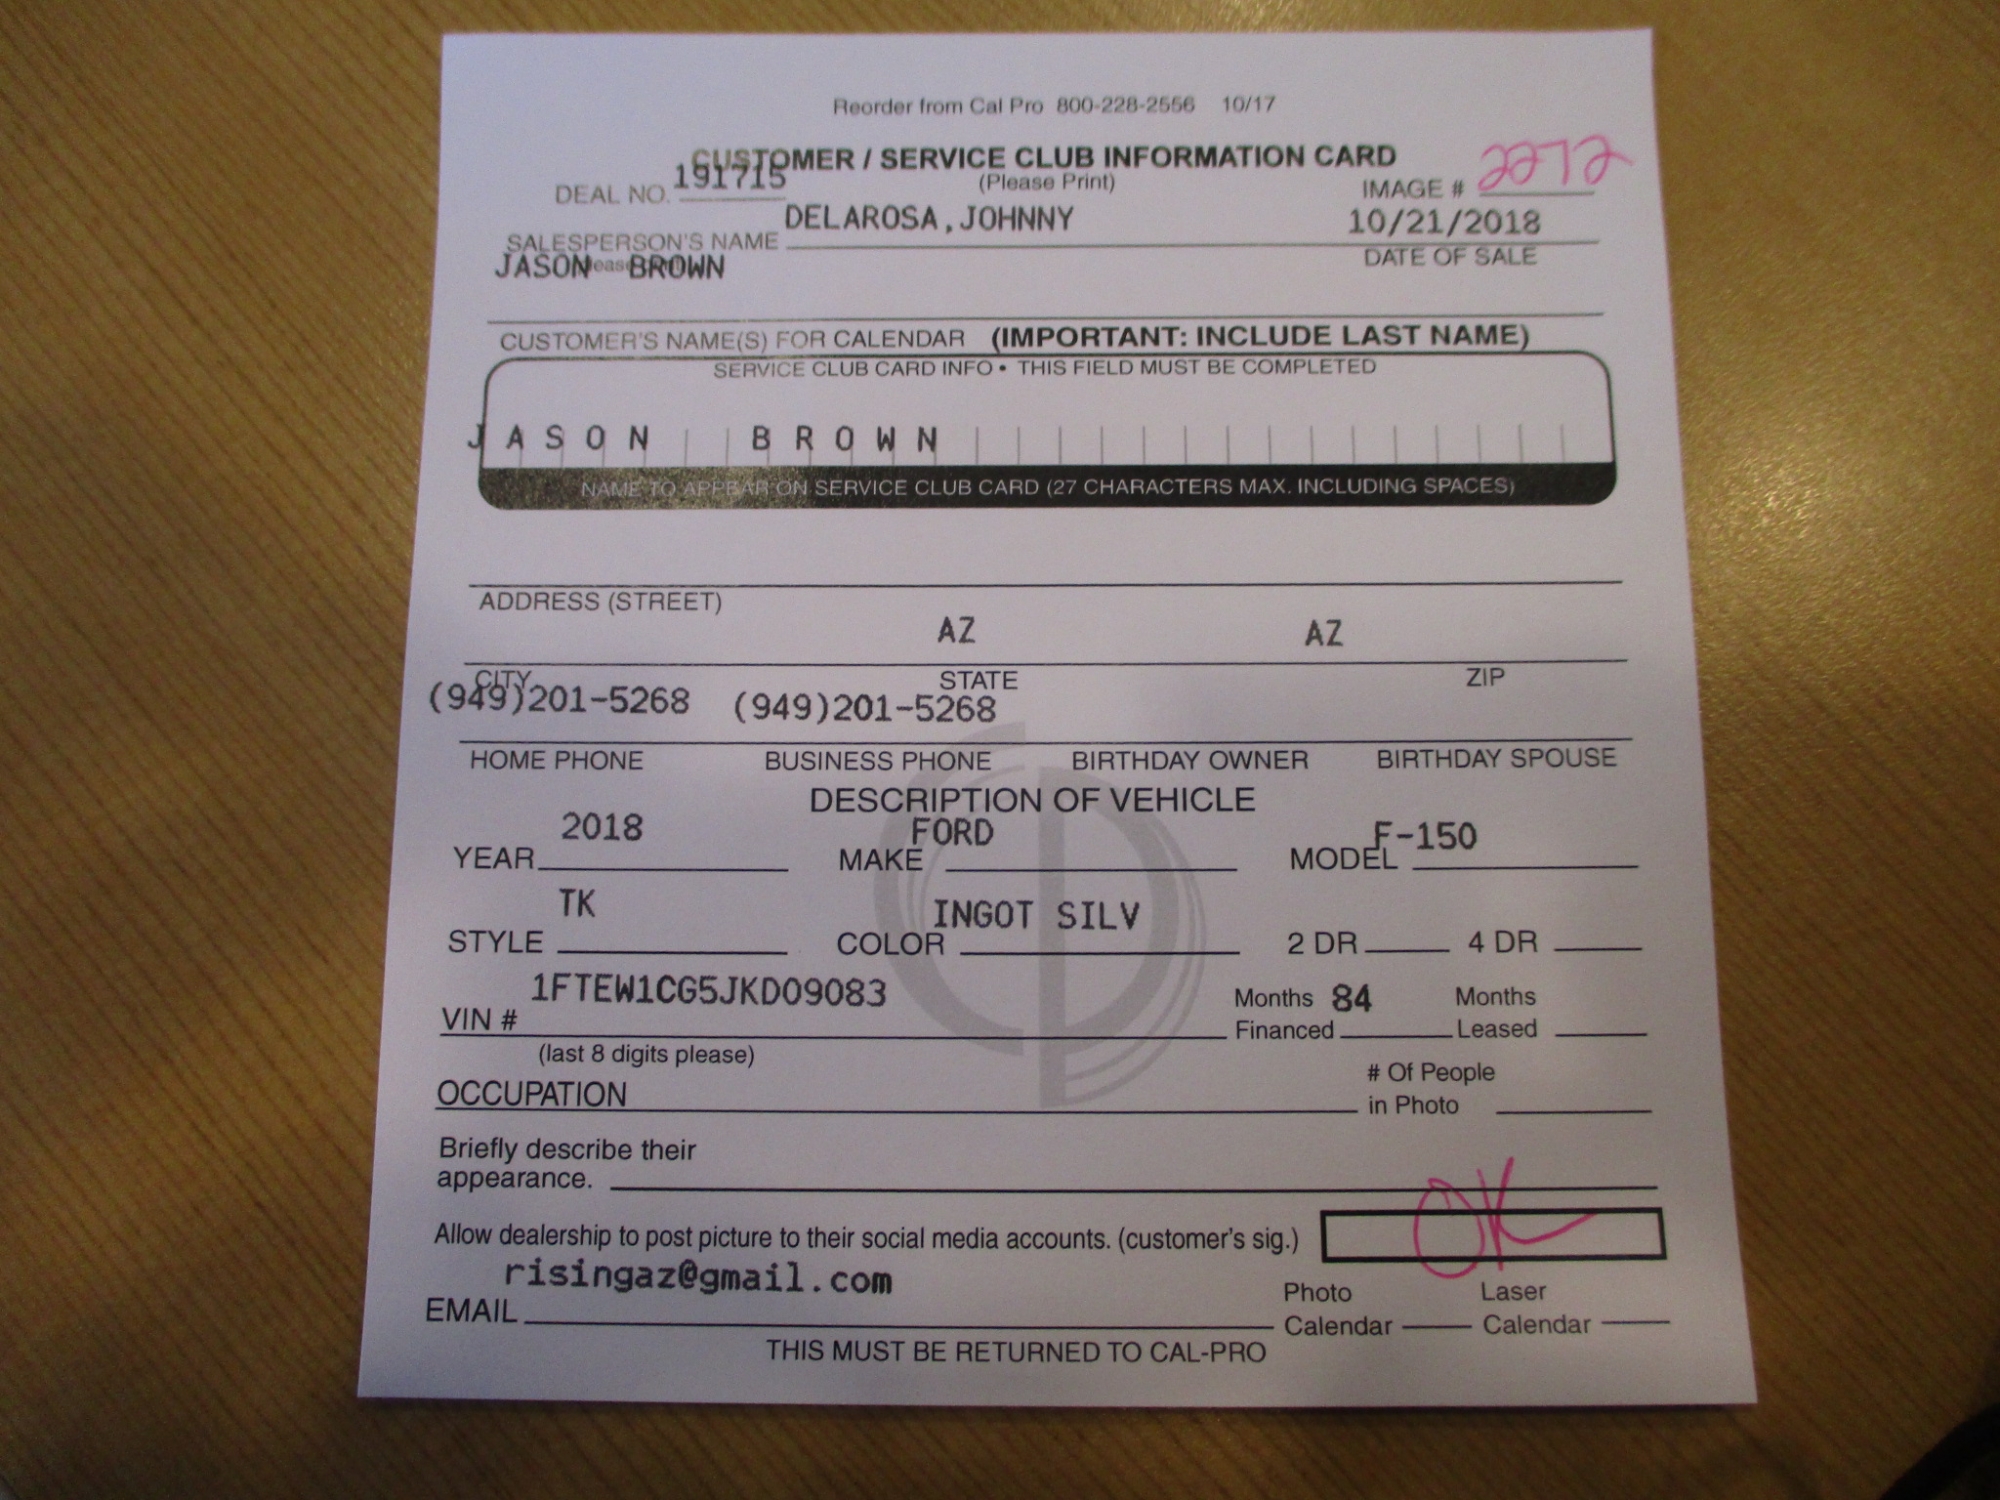 Reorder from Cal Pro 800-228-2556 10/17
CUSTOMER / SERVICE CLUB INFORMATION CARD
(Please Print)
DEAL NO. 191715
IMAGE # 2272
SALESPERSON'S NAME DELAROSA,JOHNNY
10/21/2018
DATE OF SALE
JASON BROWN
CUSTOMER'S NAME(S) FOR CALENDAR (IMPORTANT: INCLUDE LAST NAME)
SERVICE CLUB CARD INFO • THIS FIELD MUST BE COMPLETED
JASON BROWN
NAME TO APPEAR ON SERVICE CLUB CARD (27 CHARACTERS MAX. INCLUDING SPACES)
ADDRESS (STREET)
AZ AZ
CITY STATE ZIP
(949)201-5268 (949)201-5268
HOME PHONE BUSINESS PHONE BIRTHDAY OWNER BIRTHDAY SPOUSE
DESCRIPTION OF VEHICLE
YEAR 2018 MAKE FORD MODEL F-150
STYLE TK COLOR INGOT SILV 2 DR 4 DR
VIN # 1FTEW1CG5JKD09083
(last 8 digits please)
Months Financed 84 Months Leased
OCCUPATION
# Of People
in Photo
Briefly describe their
appearance.
Allow dealership to post picture to their social media accounts. (customer's sig.) OK
EMAIL risingaz@gmail.com
Photo Calendar Laser Calendar
THIS MUST BE RETURNED TO CAL-PRO